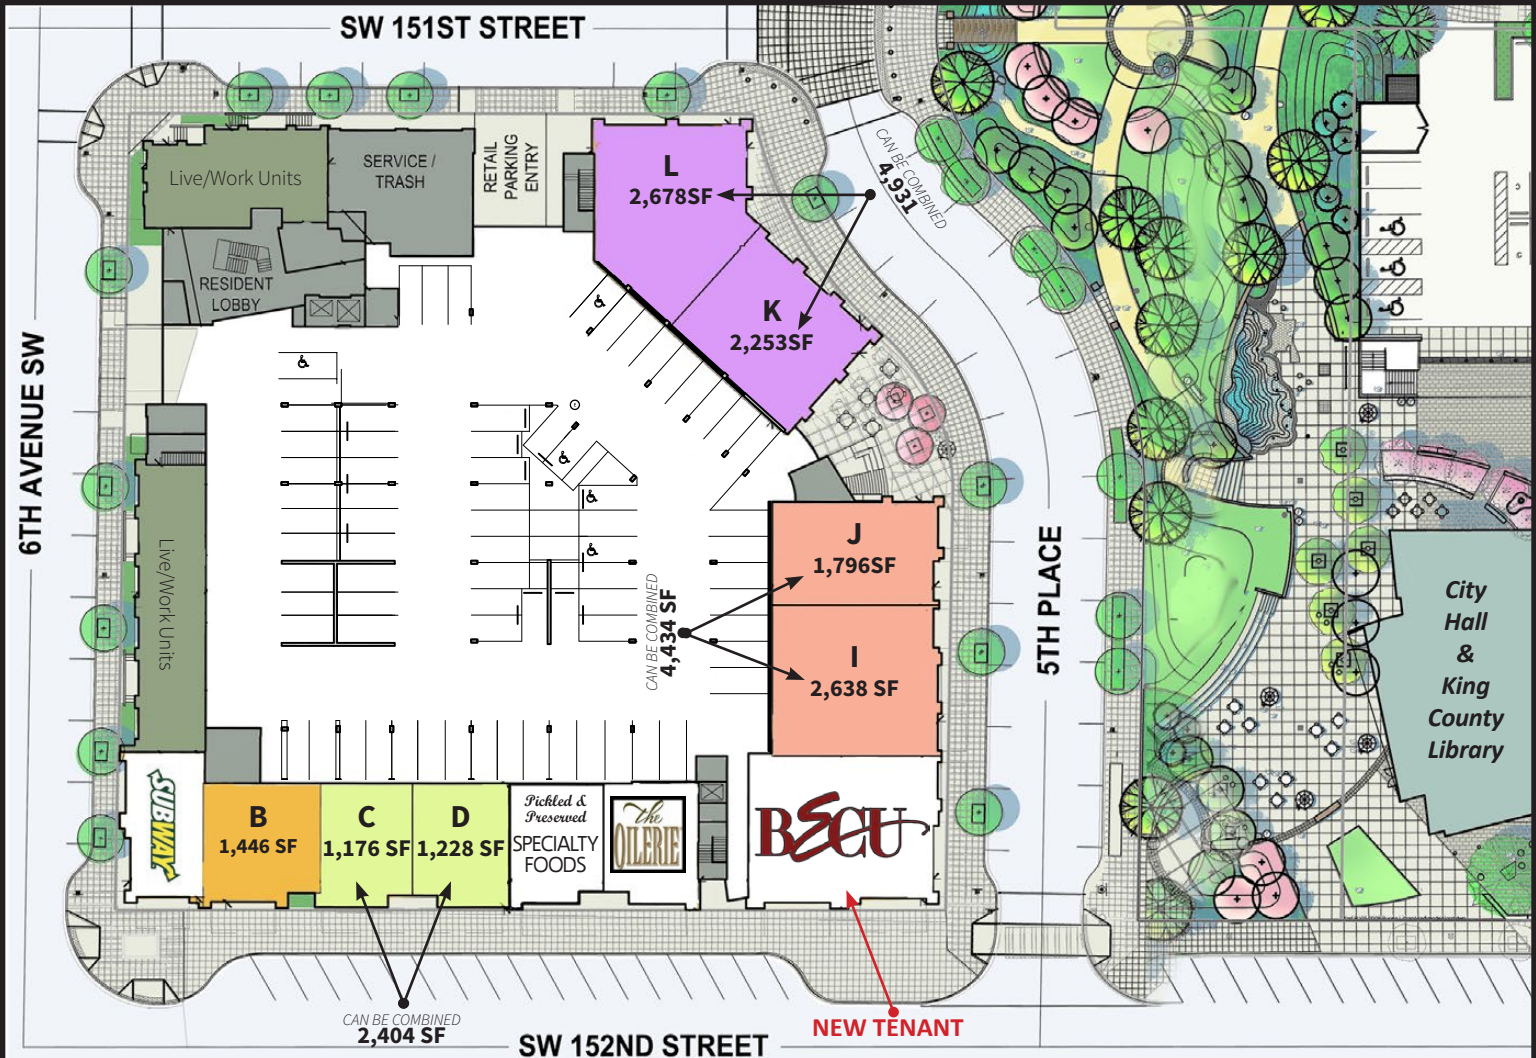 SW 151ST STREET
Live/Work Units
SERVICE /
TRASH
RETAIL
PARKING
ENTRY
RESIDENT
LOBBY
L
2,678SF
K
2,253SF
CAN BE COMBINED
4,931
6TH AVENUE SW
Live/Work Units
J
1,796SF
I
2,638 SF
CAN BE COMBINED
4,434 SF
5TH PLACE
City
Hall
&
King
County
Library
SUBWAY
B
1,446 SF
C
1,176 SF
D
1,228 SF
Pickled &
Preserved
SPECIALTY
FOODS
the
OILERIE
BECU
CAN BE COMBINED
2,404 SF
NEW TENANT
SW 152ND STREET